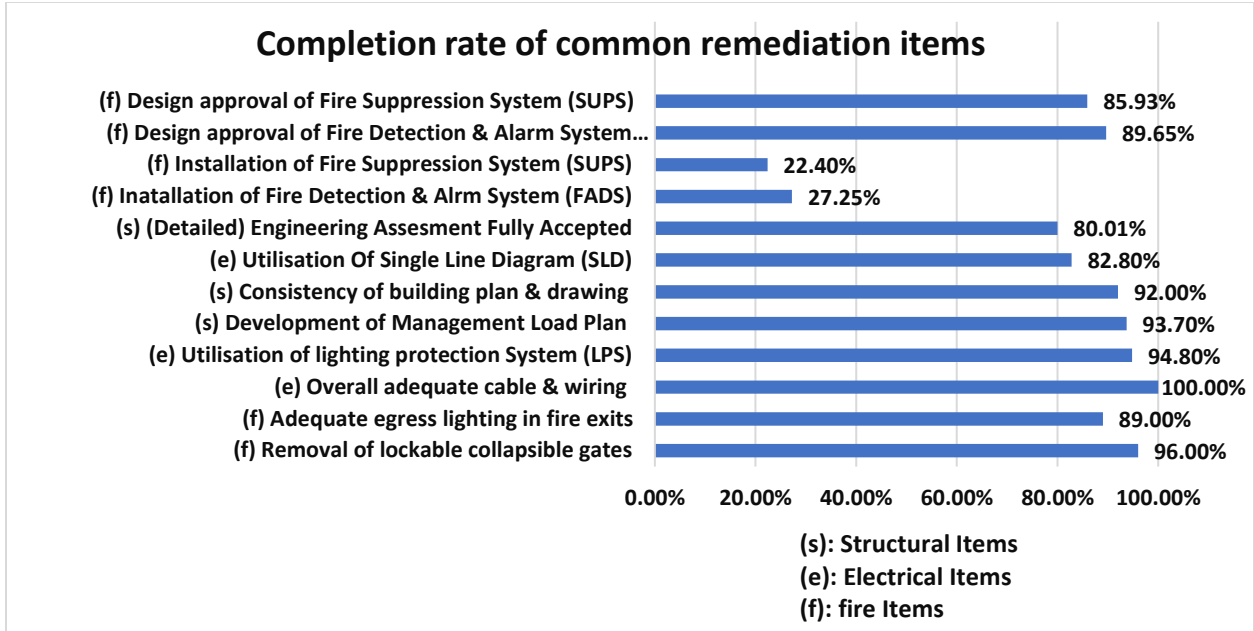 Completion rate of common remediation items
(f) Design approval of Fire Suppression System (SUPS) 85.93%
(f) Design approval of Fire Detection & Alarm System... 89.65%
(f) Installation of Fire Suppression System (SUPS) 22.40%
(f) Inatallation of Fire Detection & Alrm System (FADS) 27.25%
(s) (Detailed) Engineering Assesment Fully Accepted 80.01%
(e) Utilisation Of Single Line Diagram (SLD) 82.80%
(s) Consistency of building plan & drawing 92.00%
(s) Development of Management Load Plan 93.70%
(e) Utilisation of lighting protection System (LPS) 94.80%
(e) Overall adequate cable & wiring 100.00%
(f) Adequate egress lighting in fire exits 89.00%
(f) Removal of lockable collapsible gates 96.00%
0.00% 20.00% 40.00% 60.00% 80.00% 100.00%
(s): Structural Items
(e): Electrical Items
(f): fire Items